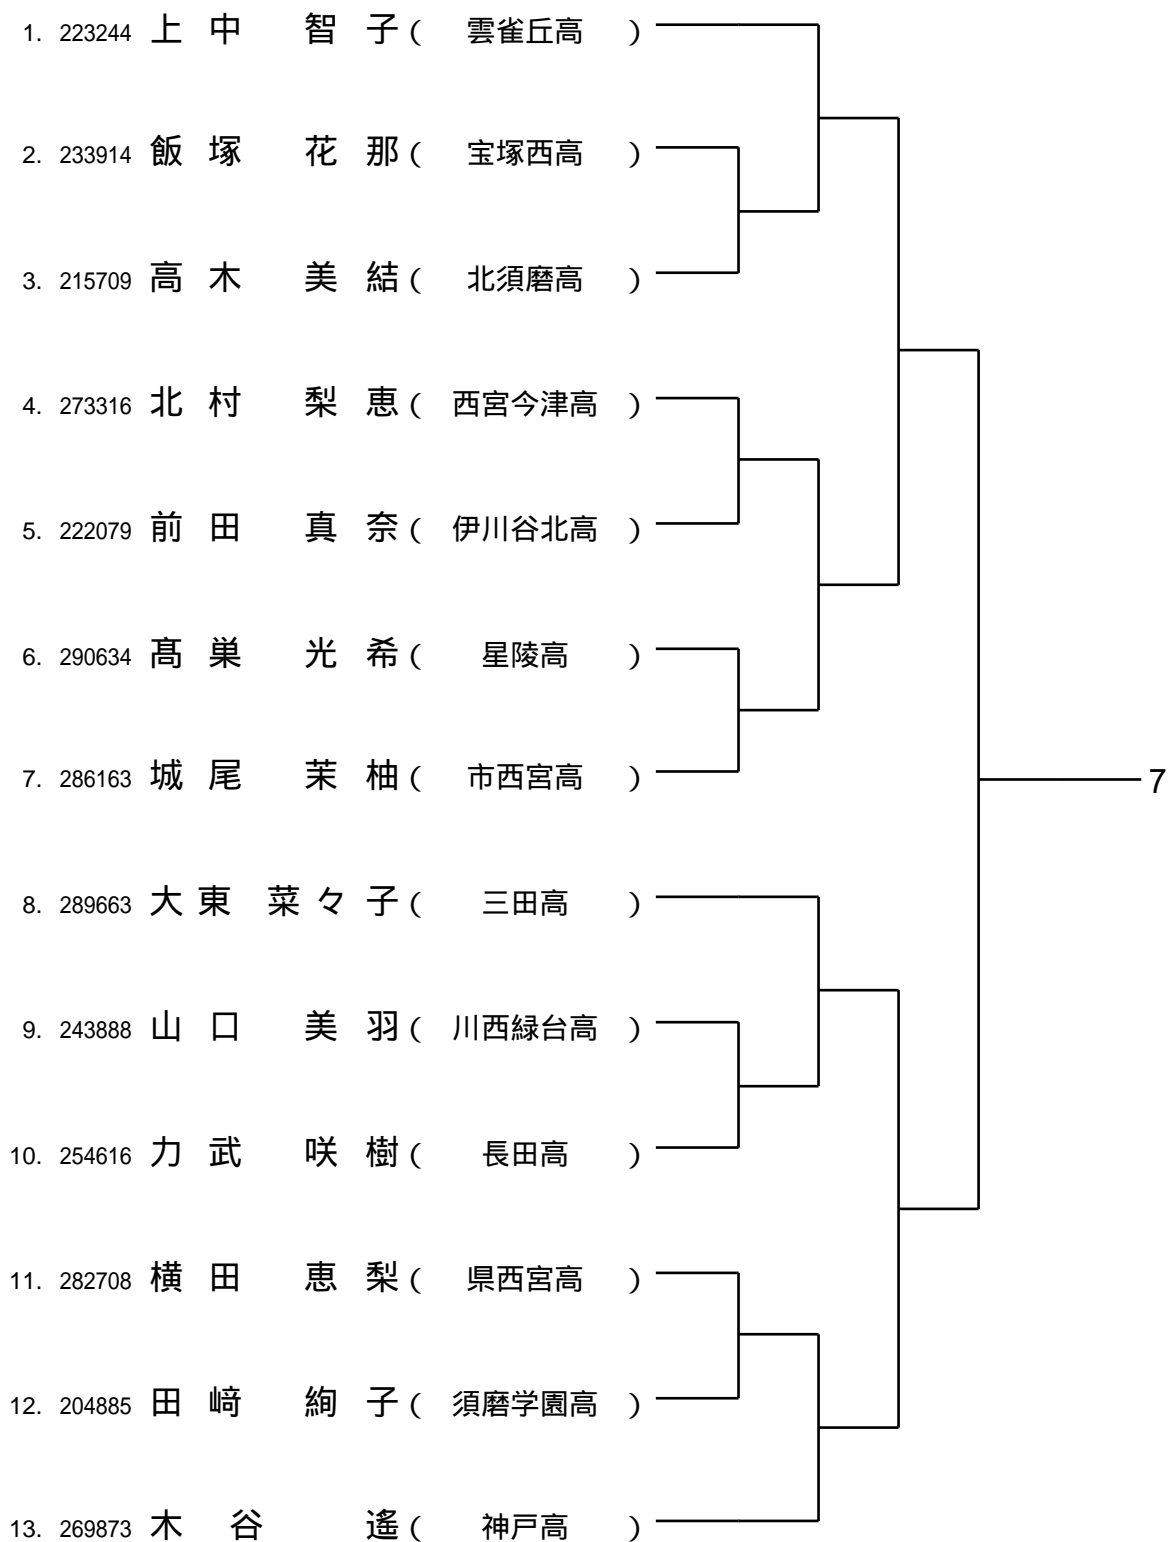 1. 223244 上 中 智 子 ( 雲雀丘高 )
2. 233914 飯 塚 花 那 ( 宝塚西高 )
3. 215709 高 木 美 結 ( 北須磨高 )
4. 273316 北 村 梨 恵 ( 西宮今津高 )
5. 222079 前 田 真 奈 ( 伊川谷北高 )
6. 290634 髙 巣 光 希 ( 星陵高 )
7. 286163 城 尾 茉 柚 ( 市西宮高 )
7
8. 289663 大 東 菜 々 子 ( 三田高 )
9. 243888 山 口 美 羽 ( 川西緑台高 )
10. 254616 力 武 咲 樹 ( 長田高 )
11. 282708 横 田 恵 梨 ( 県西宮高 )
12. 204885 田 﨑 絢 子 ( 須磨学園高 )
13. 269873 木 谷 遙 ( 神戸高 )